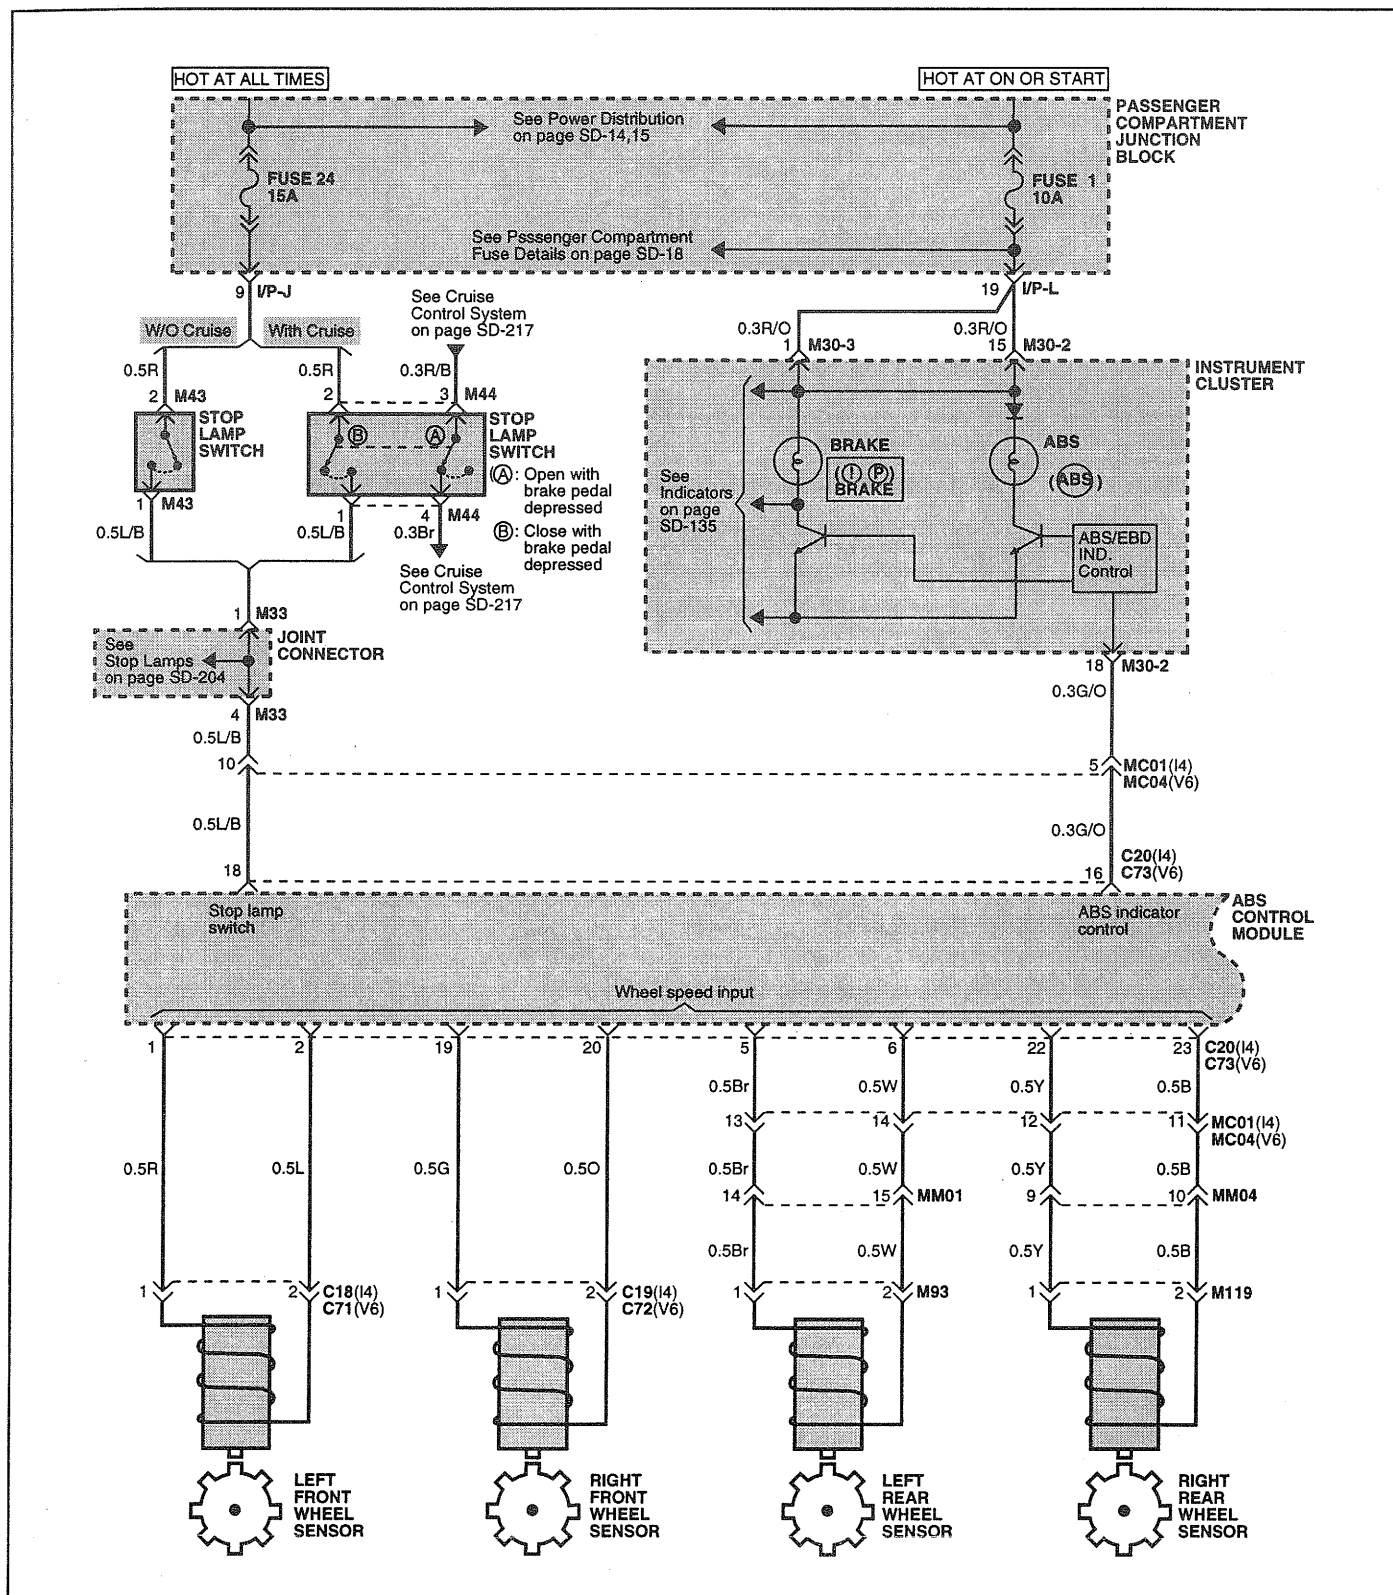 HOT AT ALL TIMES
HOT AT ON OR START
PASSENGER
COMPARTMENT
JUNCTION
BLOCK
See Power Distribution
on page SD-14,15
FUSE 24
15A
FUSE 1
10A
See Psssenger Compartment
Fuse Details on page SD-18
9 I/P-J
19 I/P-L
See Cruise
Control System
on page SD-217
W/O Cruise
With Cruise
0.3R/O
0.3R/O
1 M30-3
15 M30-2
0.5R
0.5R
0.3R/B
2 M43
2
3 M44
INSTRUMENT
CLUSTER
STOP
LAMP
SWITCH
B
A
STOP
LAMP
SWITCH
A : Open with
brake pedal
depressed
B : Close with
brake pedal
depressed
BRAKE
(! P)
BRAKE
ABS
(ABS)
See
Indicators
on page
SD-135
ABS/EBD
IND.
Control
1 M43
1
4 M44
0.5L/B
0.5L/B
0.3Br
See Cruise
Control System
on page SD-217
1 M33
JOINT
CONNECTOR
See
Stop Lamps
on page SD-204
4 M33
18 M30-2
0.3G/O
0.5L/B
10
5 MC01(I4)
MC04(V6)
0.5L/B
0.3G/O
18
16 C20(I4)
C73(V6)
Stop lamp
switch
ABS indicator
control
ABS
CONTROL
MODULE
Wheel speed input
1 2 19 20 5 6 22 23 C20(I4)
C73(V6)
0.5Br 0.5W 0.5Y 0.5B
13 14 12 11 MC01(I4)
MC04(V6)
0.5R 0.5L 0.5G 0.5O 0.5Br 0.5W 0.5Y 0.5B
14 15 MM01 9 10 MM04
0.5Br 0.5W 0.5Y 0.5B
1 2 C18(I4)
C71(V6)
1 2 C19(I4)
C72(V6)
1 2 M93
1 2 M119
LEFT
FRONT
WHEEL
SENSOR
RIGHT
FRONT
WHEEL
SENSOR
LEFT
REAR
WHEEL
SENSOR
RIGHT
REAR
WHEEL
SENSOR